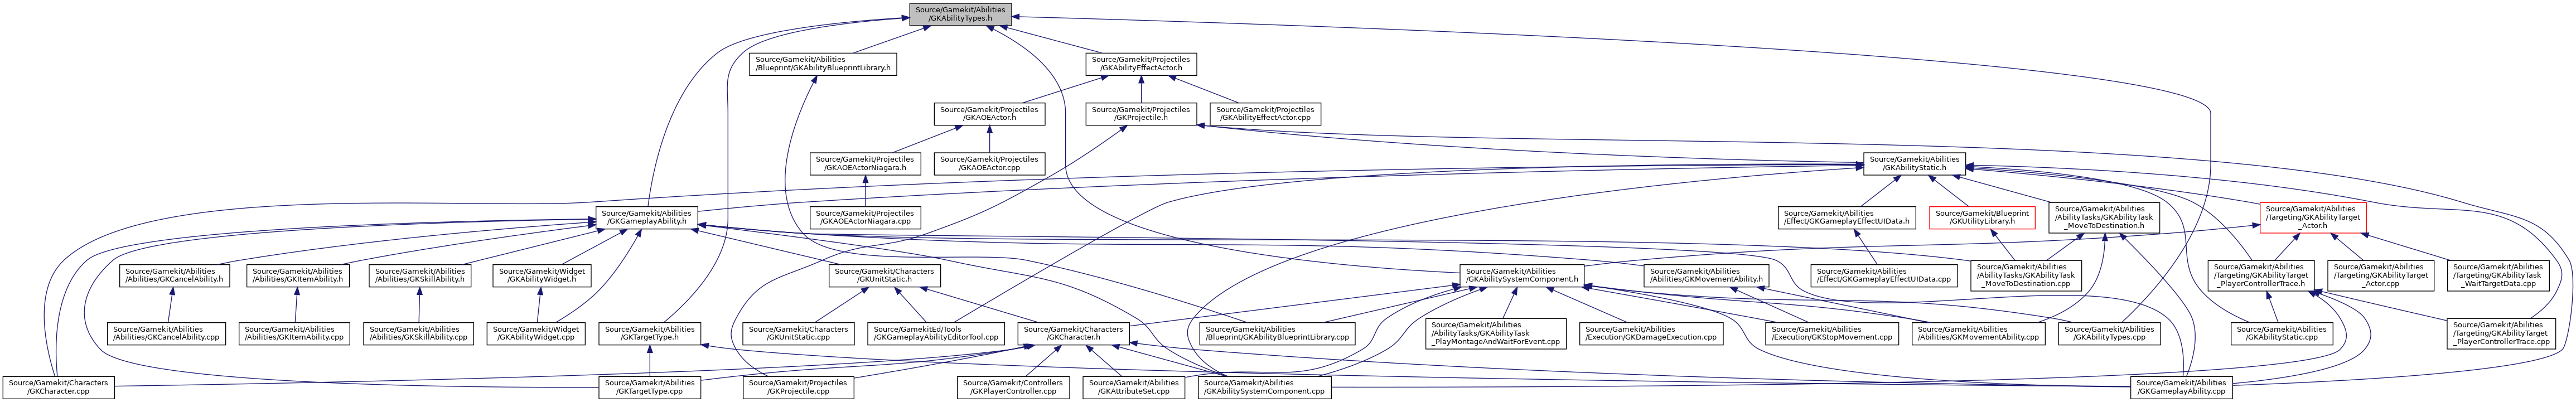 Source/Gamekit/Abilities
/GKAbilityTypes.h
Source/Gamekit/Abilities
/Blueprint/GKAbilityBlueprintLibrary.h
Source/Gamekit/Projectiles
/GKAbilityEffectActor.h
Source/Gamekit/Projectiles
/GKAOEActor.h
Source/Gamekit/Projectiles
/GKProjectile.h
Source/Gamekit/Projectiles
/GKAbilityEffectActor.cpp
Source/Gamekit/Projectiles
/GKAOEActorNiagara.h
Source/Gamekit/Projectiles
/GKAOEActor.cpp
Source/Gamekit/Abilities
/GKAbilityStatic.h
Source/Gamekit/Abilities
/GKGameplayAbility.h
Source/Gamekit/Projectiles
/GKAOEActorNiagara.cpp
Source/Gamekit/Abilities
/Effect/GKGameplayEffectUIData.h
Source/Gamekit/Blueprint
/GKUtilityLibrary.h
Source/Gamekit/Abilities
/AbilityTasks/GKAbilityTask
_MoveToDestination.h
Source/Gamekit/Abilities
/Targeting/GKAbilityTarget
_Actor.h
Source/Gamekit/Abilities
/Abilities/GKCancelAbility.h
Source/Gamekit/Abilities
/Abilities/GKItemAbility.h
Source/Gamekit/Abilities
/Abilities/GKSkillAbility.h
Source/Gamekit/Widget
/GKAbilityWidget.h
Source/Gamekit/Characters
/GKUnitStatic.h
Source/Gamekit/Abilities
/GKAbilitySystemComponent.h
Source/Gamekit/Abilities
/Abilities/GKMovementAbility.h
Source/Gamekit/Abilities
/Effect/GKGameplayEffectUIData.cpp
Source/Gamekit/Abilities
/AbilityTasks/GKAbilityTask
_MoveToDestination.cpp
Source/Gamekit/Abilities
/Targeting/GKAbilityTarget
_PlayerControllerTrace.h
Source/Gamekit/Abilities
/Targeting/GKAbilityTarget
_Actor.cpp
Source/Gamekit/Abilities
/Targeting/GKAbilityTask
_WaitTargetData.cpp
Source/Gamekit/Abilities
/Abilities/GKCancelAbility.cpp
Source/Gamekit/Abilities
/Abilities/GKItemAbility.cpp
Source/Gamekit/Abilities
/Abilities/GKSkillAbility.cpp
Source/Gamekit/Widget
/GKAbilityWidget.cpp
Source/Gamekit/Abilities
/GKTargetType.h
Source/Gamekit/Characters
/GKUnitStatic.cpp
Source/GamekitEd/Tools
/GKGameplayAbilityEditorTool.cpp
Source/Gamekit/Characters
/GKCharacter.h
Source/Gamekit/Abilities
/Blueprint/GKAbilityBlueprintLibrary.cpp
Source/Gamekit/Abilities
/AbilityTasks/GKAbilityTask
_PlayMontageAndWaitForEvent.cpp
Source/Gamekit/Abilities
/Execution/GKDamageExecution.cpp
Source/Gamekit/Abilities
/Execution/GKStopMovement.cpp
Source/Gamekit/Abilities
/Abilities/GKMovementAbility.cpp
Source/Gamekit/Abilities
/GKAbilityTypes.cpp
Source/Gamekit/Abilities
/GKAbilityStatic.cpp
Source/Gamekit/Abilities
/Targeting/GKAbilityTarget
_PlayerControllerTrace.cpp
Source/Gamekit/Characters
/GKCharacter.cpp
Source/Gamekit/Abilities
/GKTargetType.cpp
Source/Gamekit/Projectiles
/GKProjectile.cpp
Source/Gamekit/Controllers
/GKPlayerController.cpp
Source/Gamekit/Abilities
/GKAttributeSet.cpp
Source/Gamekit/Abilities
/GKAbilitySystemComponent.cpp
Source/Gamekit/Abilities
/GKGameplayAbility.cpp